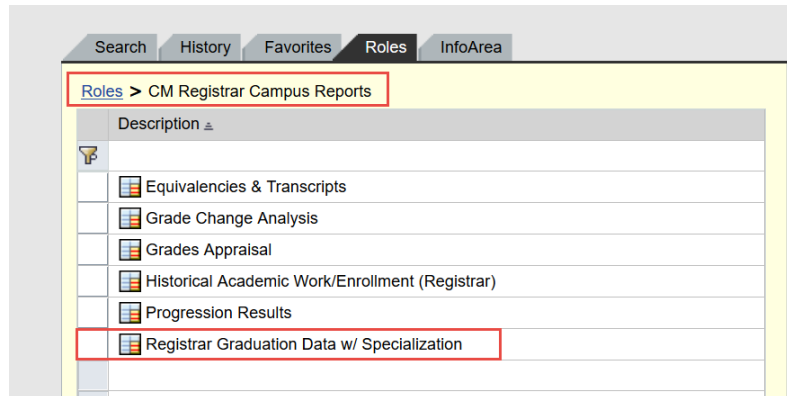 Search History Favorites Roles InfoArea
Roles > CM Registrar Campus Reports
Description
Equivalencies & Transcripts
Grade Change Analysis
Grades Appraisal
Historical Academic Work/Enrollment (Registrar)
Progression Results
Registrar Graduation Data w/ Specialization